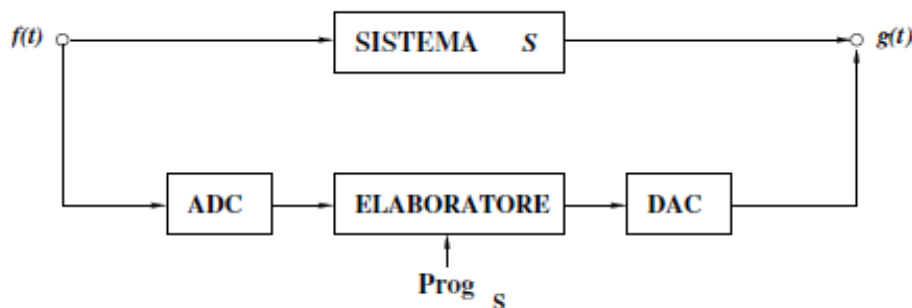 f(t) SISTEMA S g(t)
ADC ELABORATORE DAC
Prog S